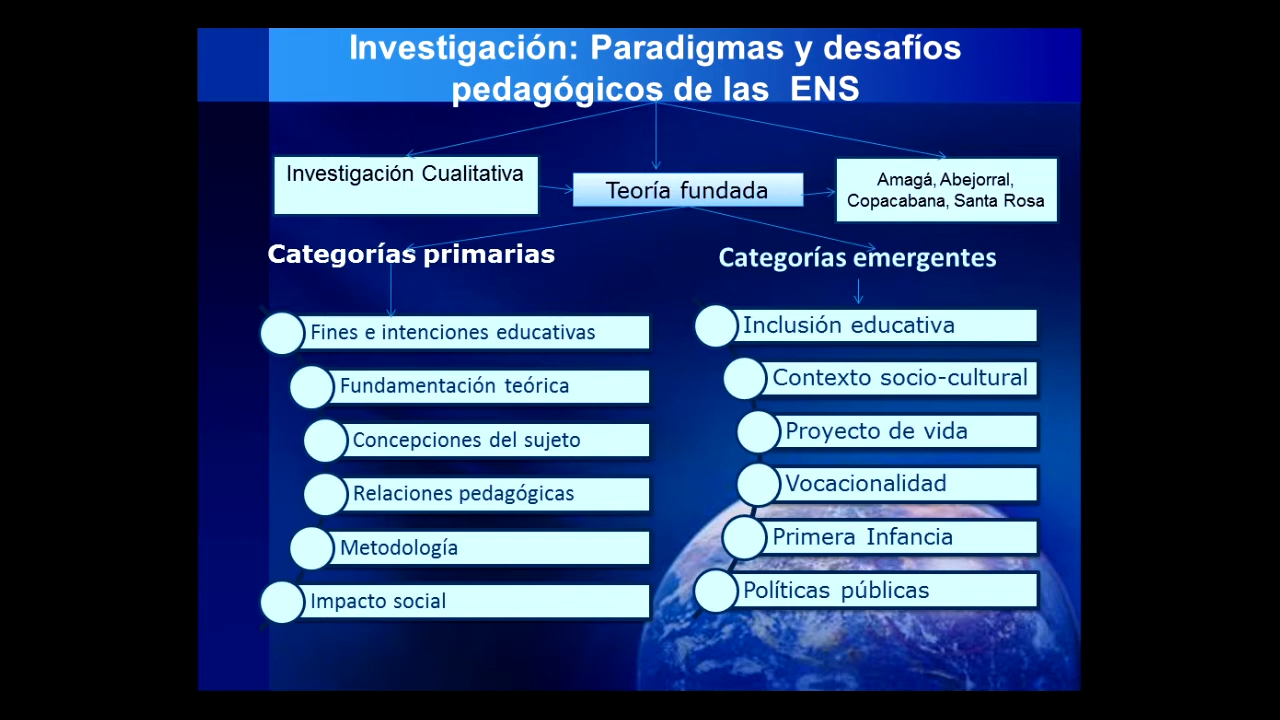 Investigación: Paradigmas y desafíos
pedagógicos de las  ENS
Investigación Cualitativa
Teoría fundada
Amagá, Abejorral,
Copacabana, Santa Rosa
Categorías primarias
Fines e intenciones educativas
Fundamentación teórica
Concepciones del sujeto
Relaciones pedagógicas
Metodología
Impacto social
Categorías emergentes
Inclusión educativa
Contexto socio-cultural
Proyecto de vida
Vocacionalidad
Primera Infancia
Políticas públicas